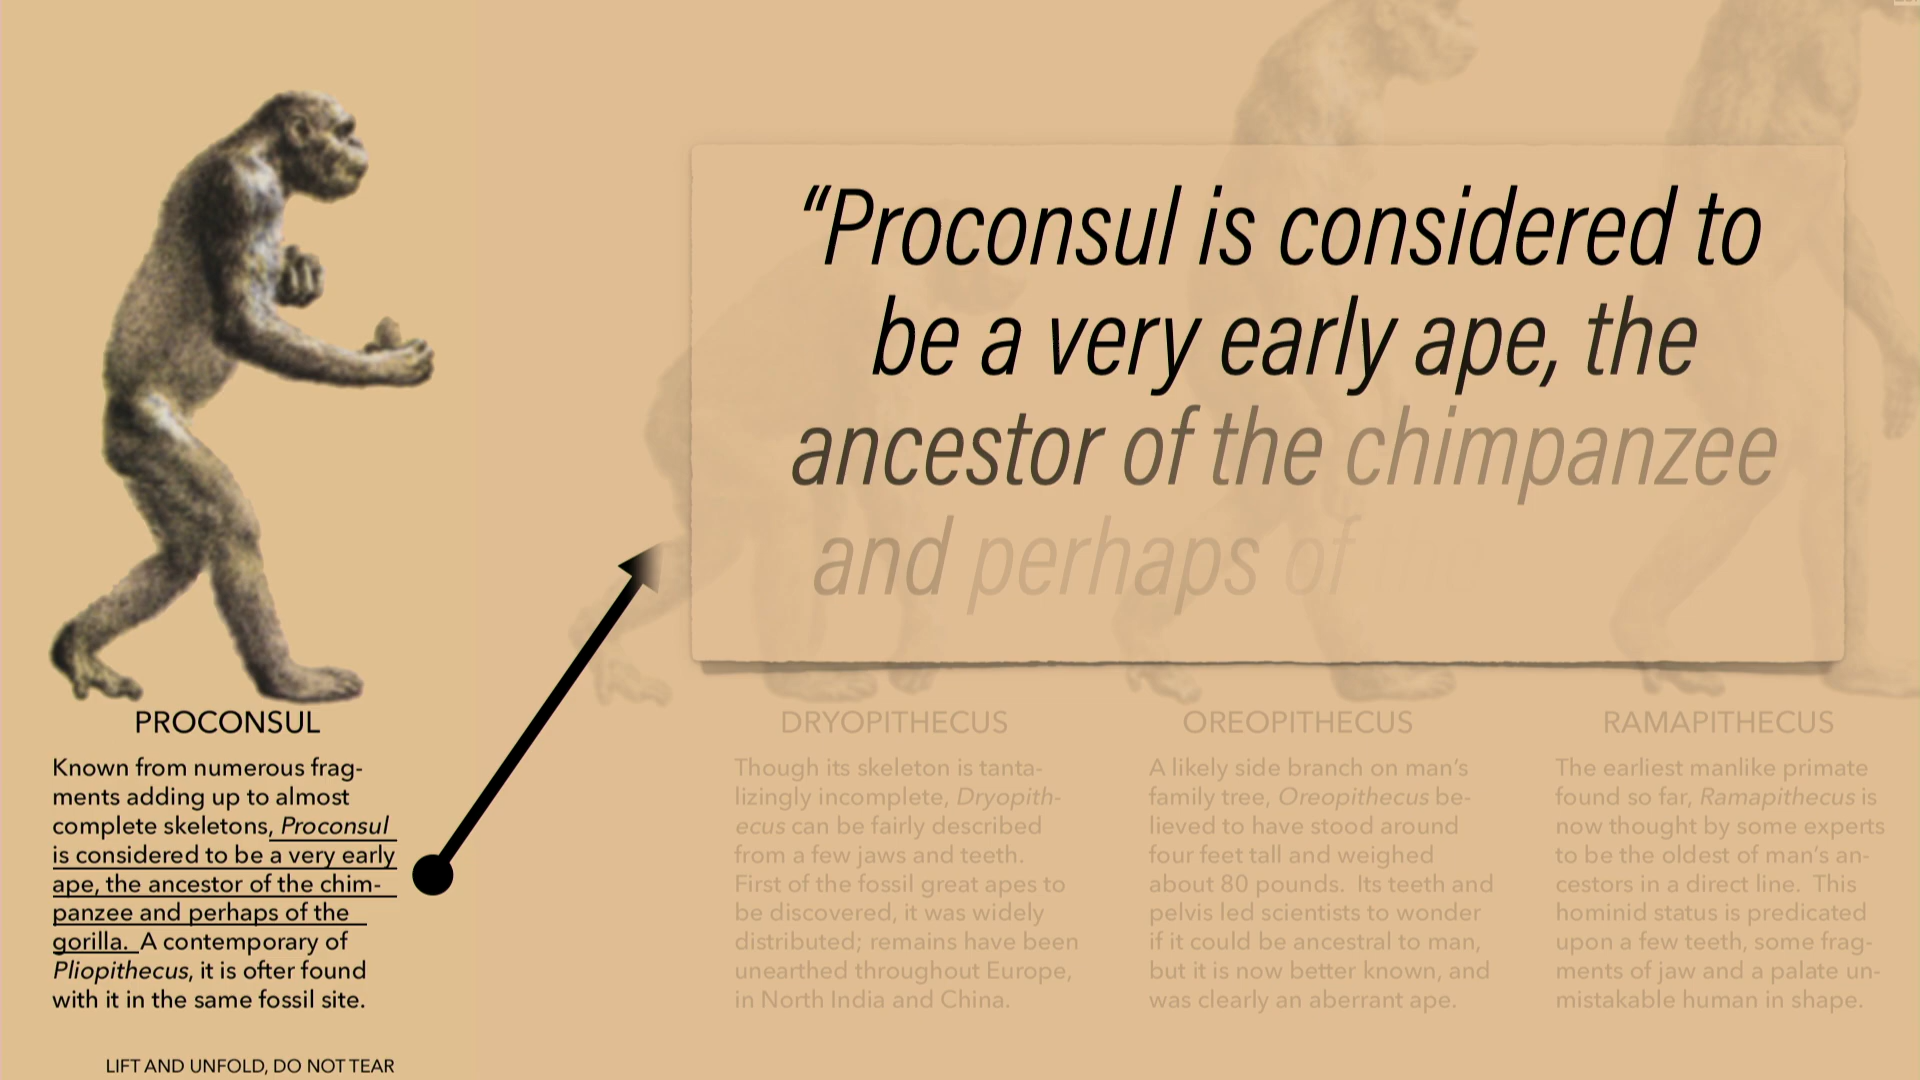 “Proconsul is considered to
be a very early ape, the
ancestor of the chimpanzee
and perhaps of the
PROCONSUL
Known from numerous frag-
ments adding up to almost
complete skeletons, Proconsul
is considered to be a very early
ape, the ancestor of the chim-
panzee and perhaps of the
gorilla. A contemporary of
Pliopithecus, it is ofter found
with it in the same fossil site.
LIFT AND UNFOLD, DO NOT TEAR
DRYOPITHECUS
Though its skeleton is tanta-
lizingly incomplete, Dryopith-
ecus can be fairly described
from a few jaws and teeth.
First of the fossil great apes to
be discovered, it was widely
distributed; remains have been
unearthed throughout Europe,
in North India and China.
OREOPITHECUS
A likely side branch on man’s
family tree, Oreopithecus be-
lieved to have stood around
four feet tall and weighed
about 80 pounds. Its teeth and
pelvis led scientists to wonder
if it could be ancestral to man,
but it is now better known, and
was clearly an aberrant ape.
RAMAPITHECUS
The earliest manlike primate
found so far, Ramapithecus is
now thought by some experts
to be the oldest of man’s an-
cestors in a direct line. This
hominid status is predicated
upon a few teeth, some frag-
ments of jaw and a palate un-
mistakable human in shape.